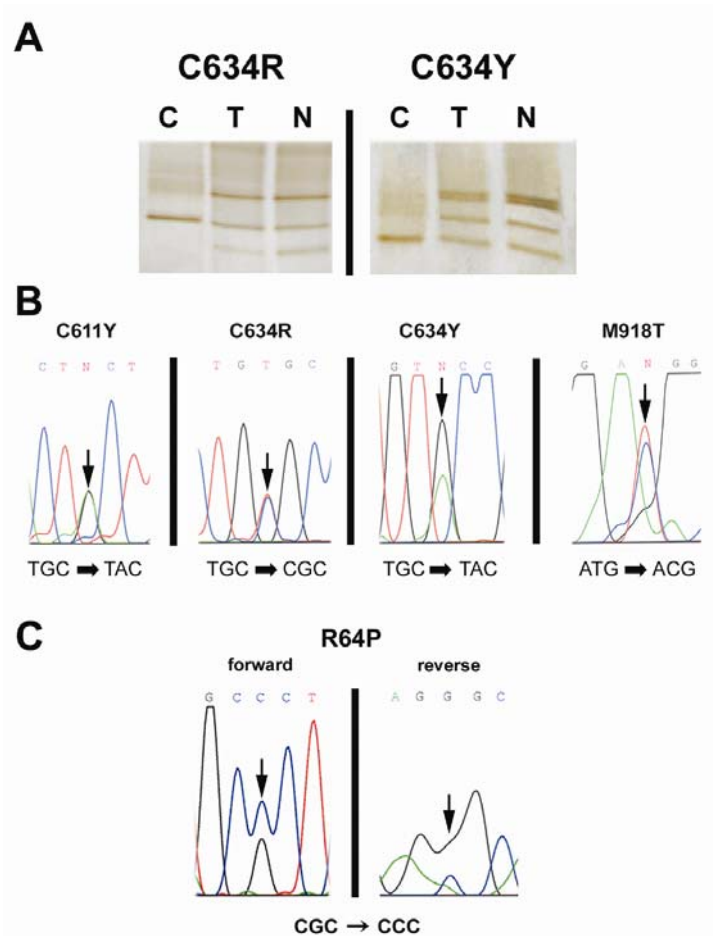 A
C634R C634Y
C T N C T N
B
C611Y C634R C634Y M918T
C T N C T T G T G C G T N C C G A N G G
TGC ➡ TAC TGC ➡ CGC TGC ➡ TAC ATG ➡ ACG
C
R64P
forward reverse
G C C C T A G G G C
CGC → CCC